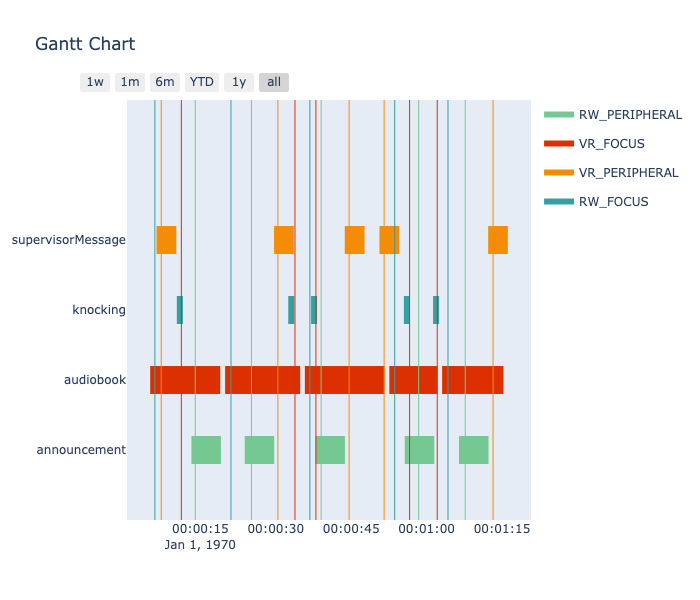 Gantt Chart
1w 1m 6m YTD 1y all
RW_PERIPHERAL
VR_FOCUS
VR_PERIPHERAL
RW_FOCUS
supervisorMessage
knocking
audiobook
announcement
00:00:15 00:00:30 00:00:45 00:01:00 00:01:15
Jan 1, 1970